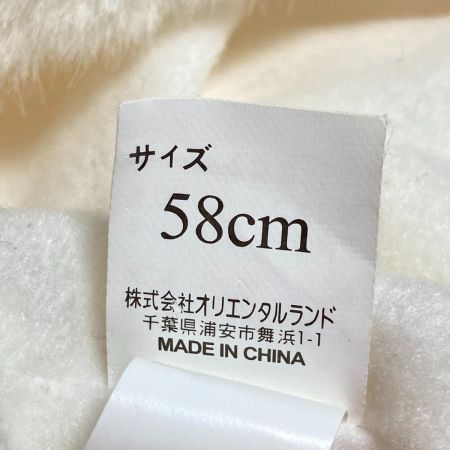 サイズ
58cm
株式会社オリエンタルランド
千葉県浦安市舞浜1-1
MADE IN CHINA